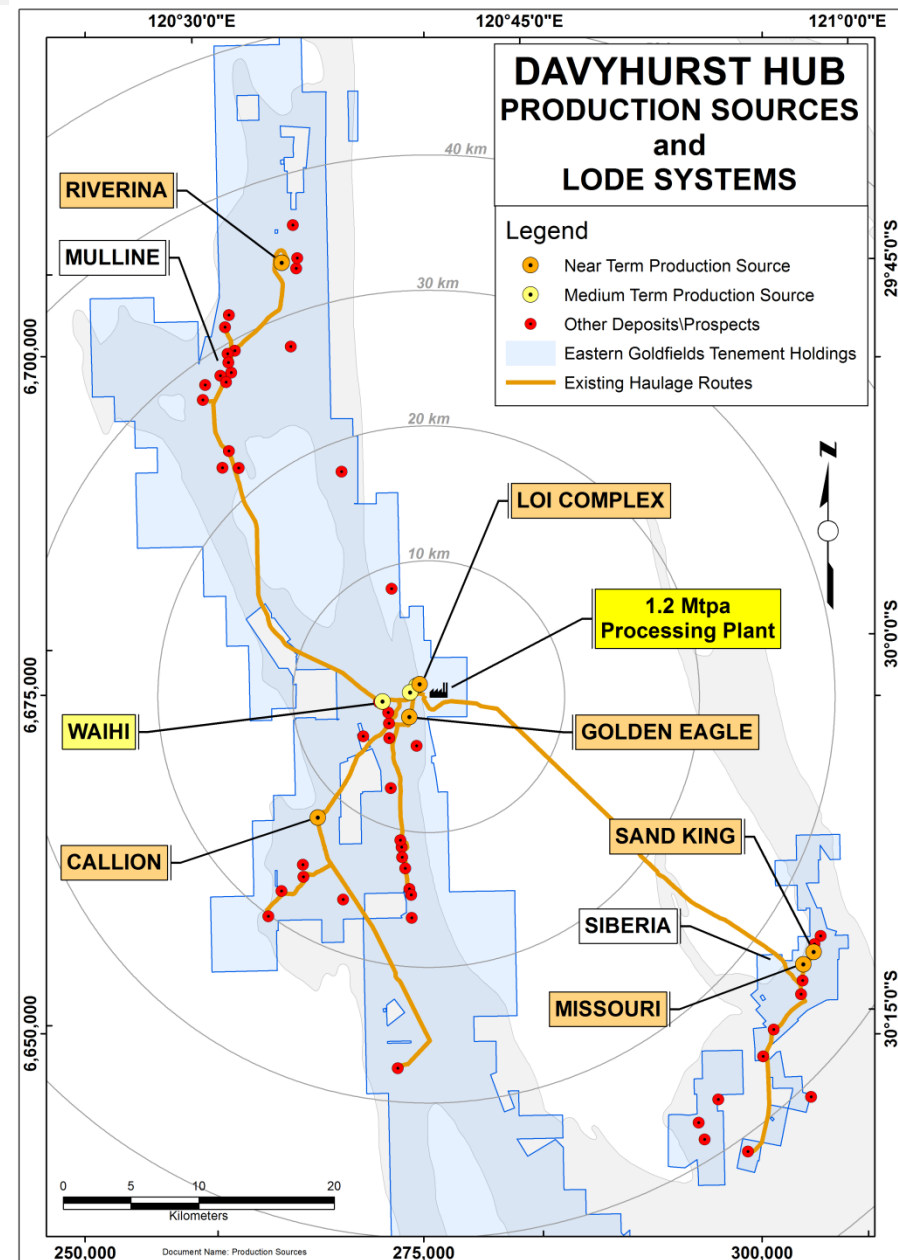 120°30'0"E
120°45'0"E
121°0'0"E
DAVYHURST HUB
PRODUCTION SOURCES
and
LODE SYSTEMS
Legend
Near Term Production Source
Medium Term Production Source
Other Deposits\Prospects
Eastern Goldfields Tenement Holdings
Existing Haulage Routes
40 km
30 km
20 km
10 km
RIVERINA
MULLINE
29°45'0"S
6,700,000
Z
LOI COMPLEX
1.2 Mtpa
Processing Plant
30°0'0"S
6,675,000
WAIHI
GOLDEN EAGLE
SAND KING
CALLION
SIBERIA
MISSOURI
30°15'0"S
6,650,000
0 5 10 20
Kilometers
Document Name: Production Sources
250,000
275,000
300,000